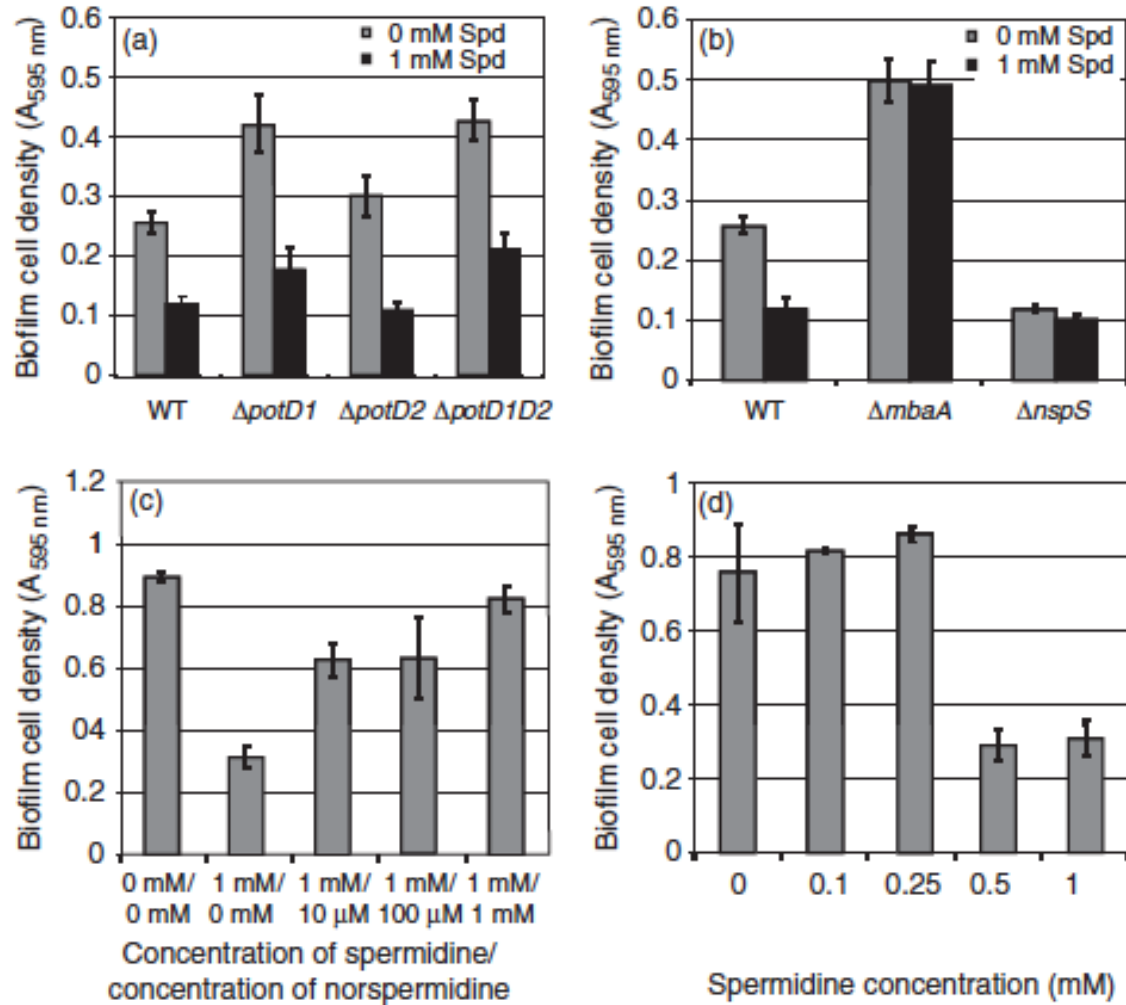 (a)
0 mM Spd
1 mM Spd
Biofilm cell density (A595 nm)
0.6
0.5
0.4
0.3
0.2
0.1
0
WT ΔpotD1 ΔpotD2 ΔpotD1D2
(b)
0 mM Spd
1 mM Spd
Biofilm cell density (A595 nm)
0.6
0.5
0.4
0.3
0.2
0.1
0
WT ΔmbaA ΔnspS
(c)
Biofilm cell density (A595 nm)
1.2
1
0.8
0.6
04
0.2
0
0 mM/ 1 mM/ 1 mM/ 1 mM/ 1 mM/
0 mM 0 mM 10 µM 100 µM 1 mM
Concentration of spermidine/
concentration of norspermidine
(d)
Biofilm cell density (A595 nm)
1
0.8
0.6
0.4
0.2
0
0 0.1 0.25 0.5 1
Spermidine concentration (mM)